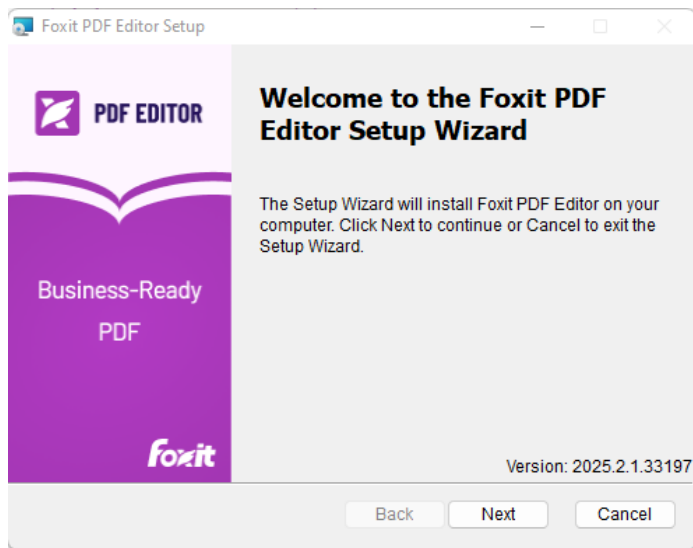 Foxit PDF Editor Setup
PDF EDITOR
Business-Ready
PDF
foxit
Welcome to the Foxit PDF
Editor Setup Wizard
The Setup Wizard will install Foxit PDF Editor on your
computer. Click Next to continue or Cancel to exit the
Setup Wizard.
Version: 2025.2.1.33197
Back
Next
Cancel